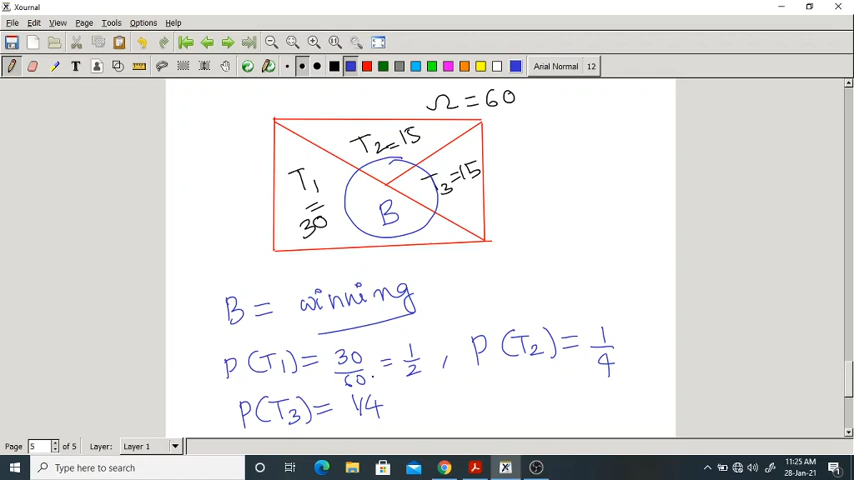 Xournal
File Edit View Page Tools Options Help
Arial Normal 12
Ω = 60
T2=15
T1 = 30
T3=15
B
B = winning
P(T1) = 30/60 = 1/2 , P(T2) = 1/4
P(T3) = 1/4
Page 5 of 5 Layer: Layer 1
Type here to search
11:25 AM
28-Jan-21